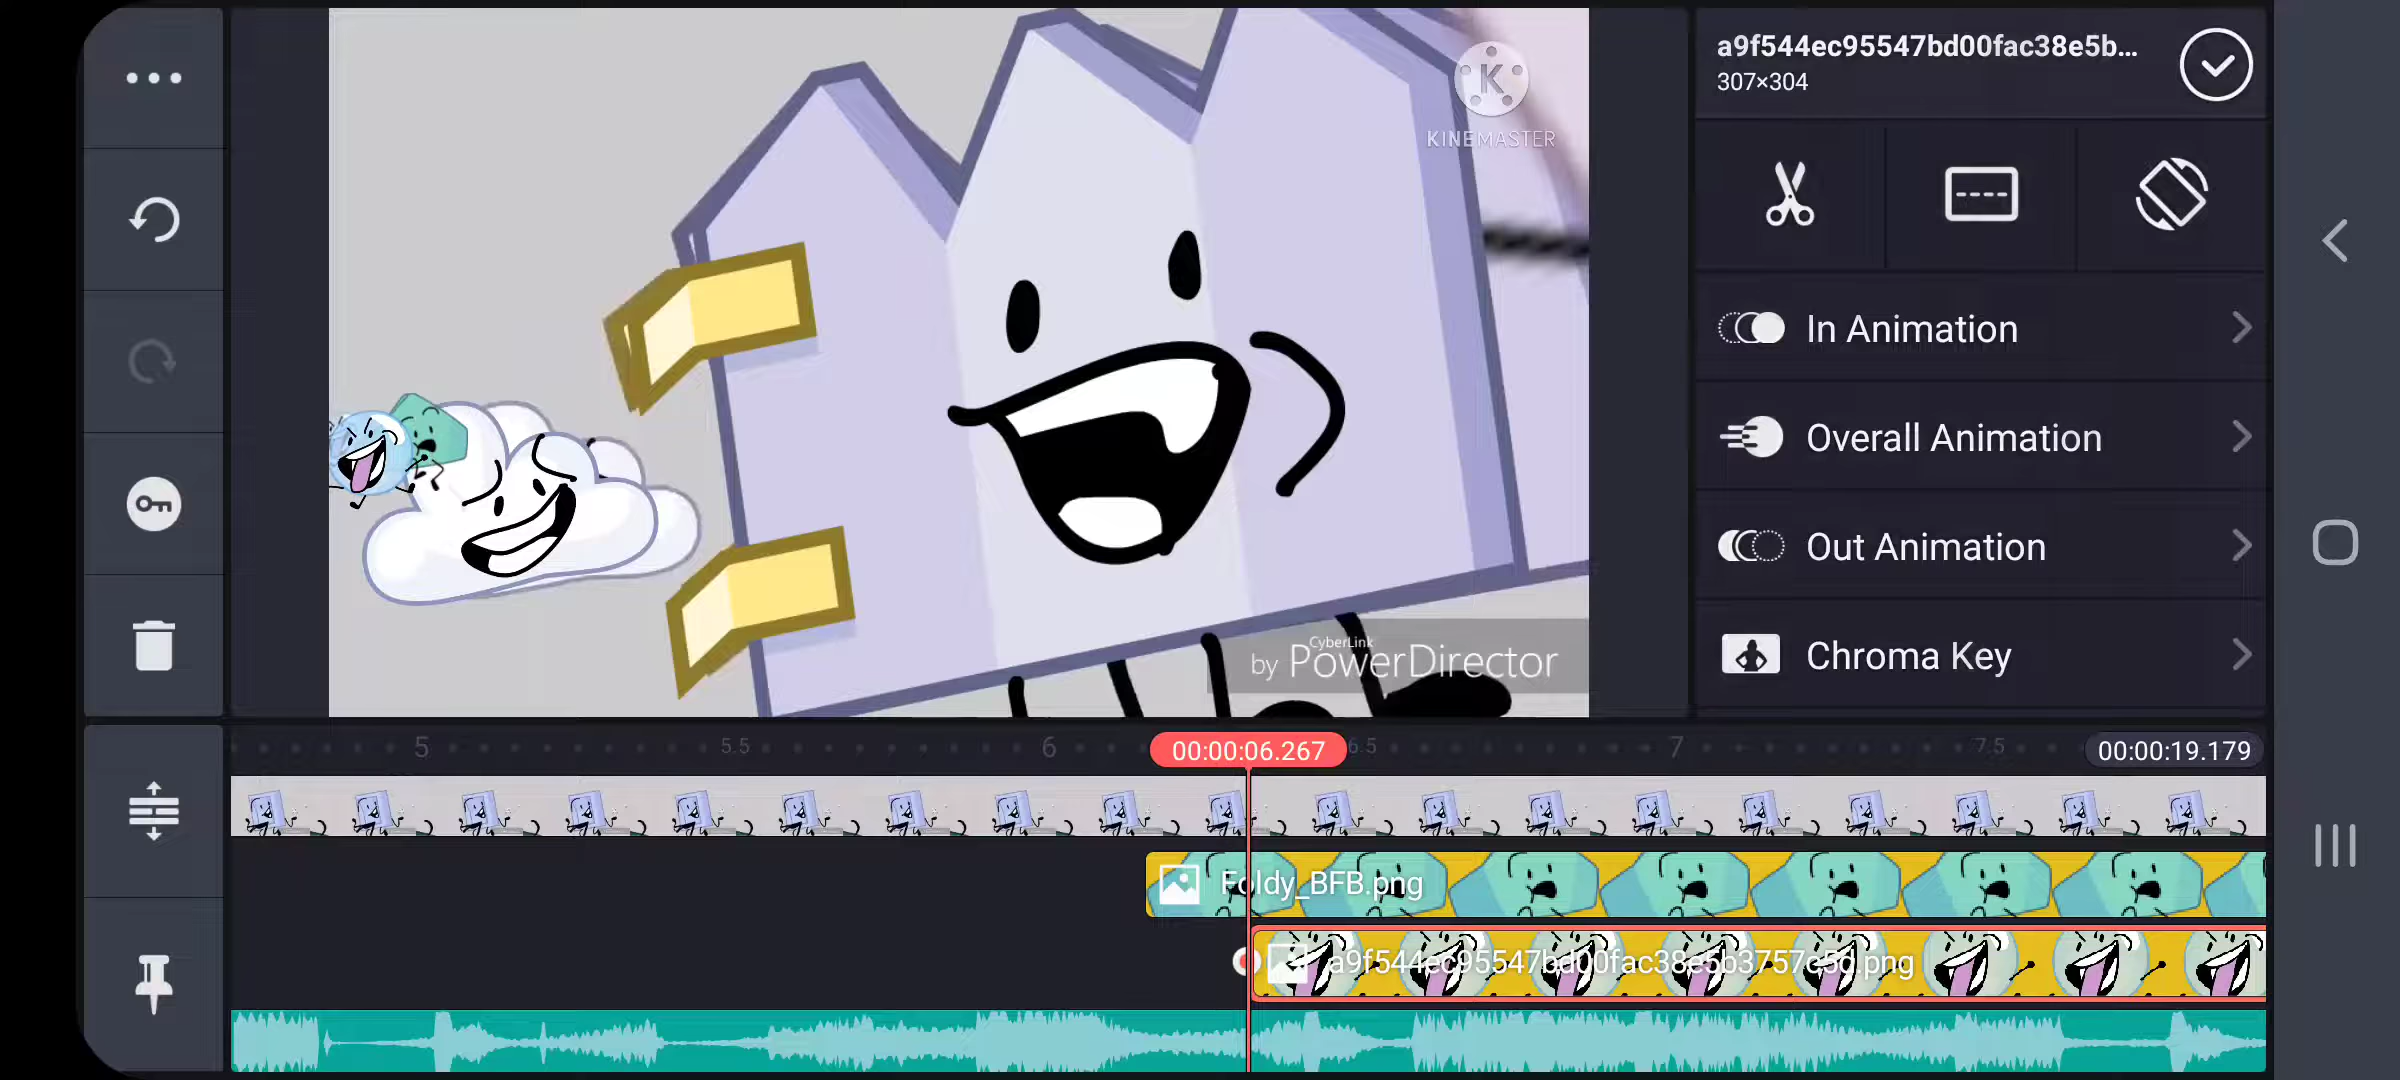 a9f544ec95547bd00fac38e5b...
307×304
K
KINEMASTER
In Animation
Overall Animation
Out Animation
Chroma Key
CyberLink
by PowerDirector
5
5.5
6
00:00:06.267
6.5
7
7.5
00:00:19.179
Foldy_BFB.png
a9f544ec95547bd00fac38e5b3757c5d.png